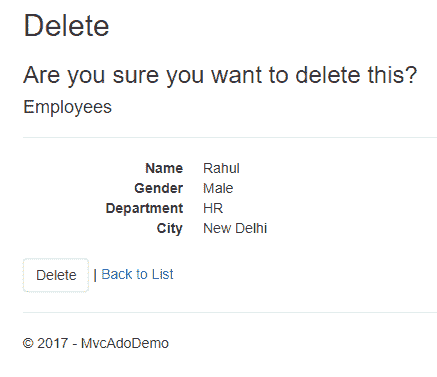 Delete
Are you sure you want to delete this?
Employees
Name Rahul
Gender Male
Department HR
City New Delhi
Delete | Back to List
© 2017 - MvcAdoDemo